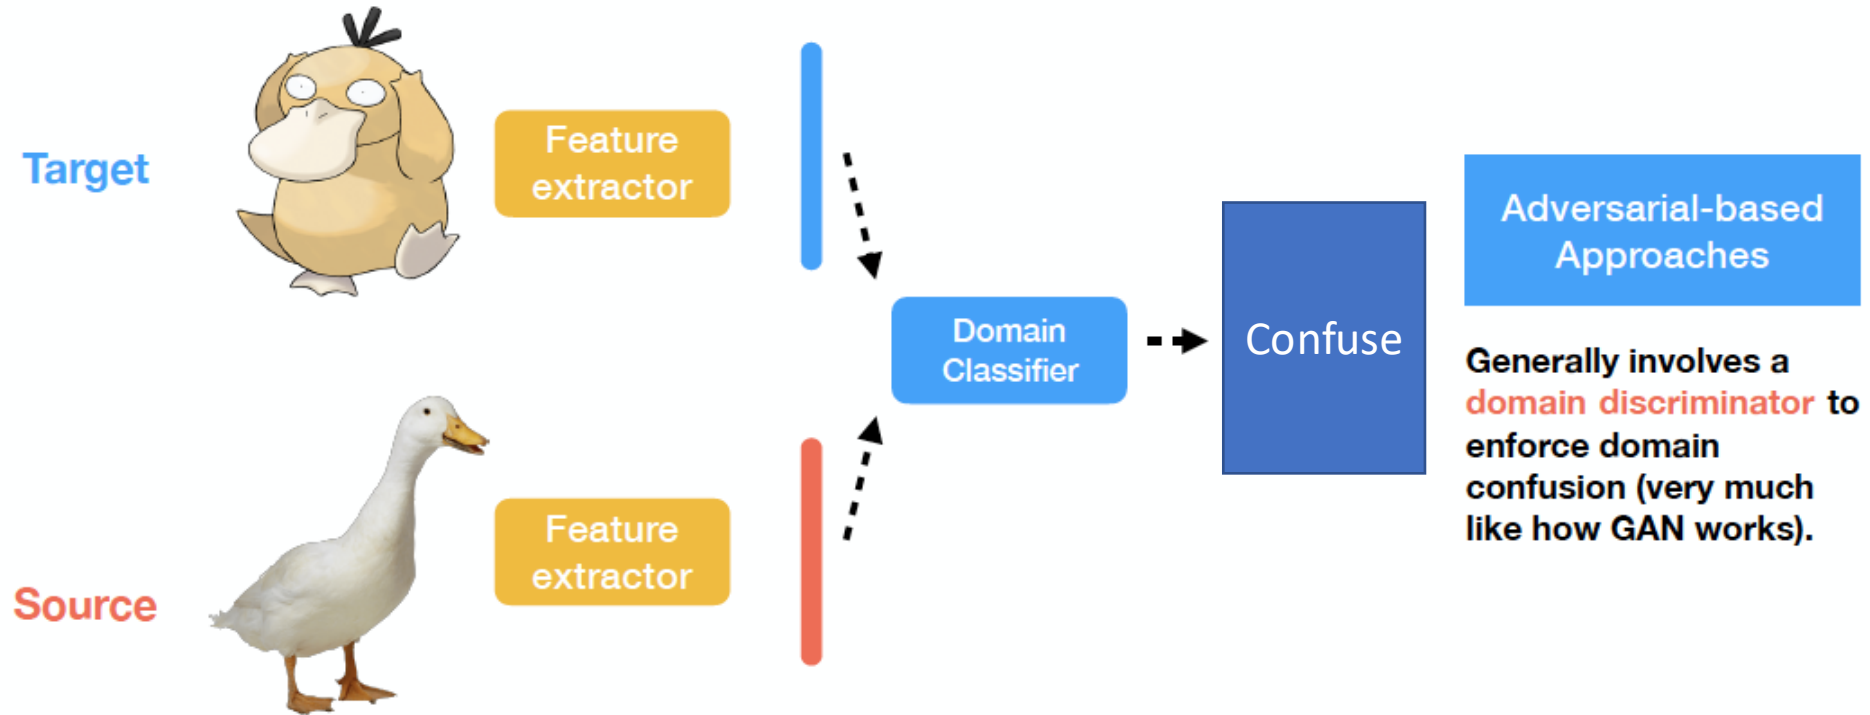 Target
Feature
extractor
Source
Feature
extractor
Domain
Classifier
Confuse
Adversarial-based
Approaches
Generally involves a
domain discriminator to
enforce domain
confusion (very much
like how GAN works).